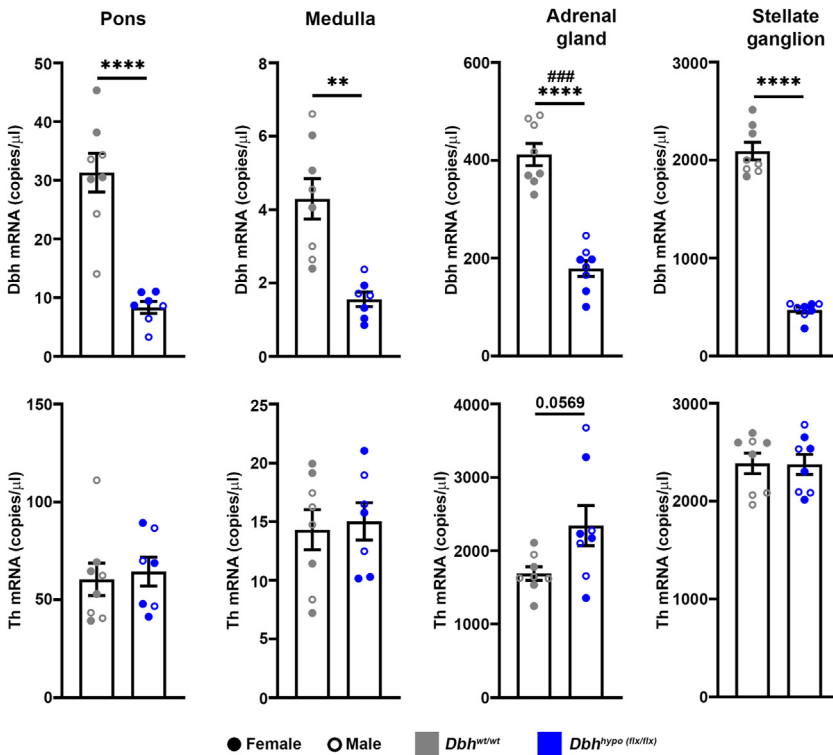 Pons
Medulla
Adrenal
gland
Stellate
ganglion
Dbh mRNA (copies/µl)
50
40
30
20
10
0
****
Dbh mRNA (copies/µl)
8
6
4
2
0
**
Dbh mRNA (copies/µl)
600
400
200
0
###
****
Dbh mRNA (copies/µl)
3000
2000
1000
0
****
Th mRNA (copies/µl)
150
100
50
0
Th mRNA (copies/µl)
25
20
15
10
5
0
Th mRNA (copies/µl)
4000
3000
2000
1000
0
0.0569
Th mRNA (copies/µl)
3000
2000
1000
0
Female
Male
Dbh^wt/wt
Dbh^hypo (flx/flx)